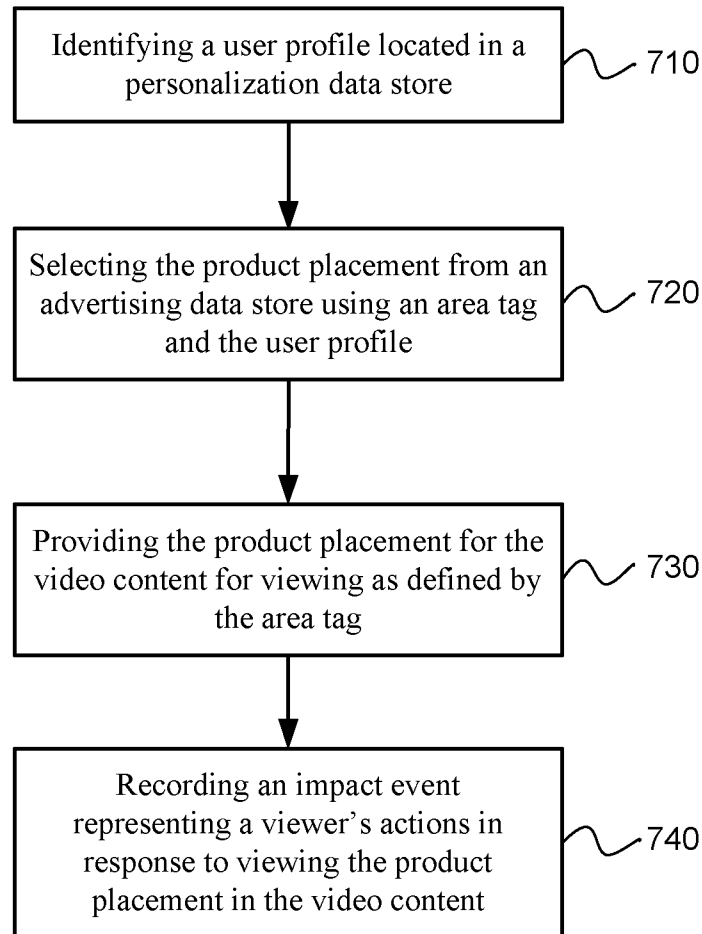 Identifying a user profile located in a
personalization data store
710
Selecting the product placement from an
advertising data store using an area tag
and the user profile
720
Providing the product placement for the
video content for viewing as defined by
the area tag
730
Recording an impact event
representing a viewer’s actions in
response to viewing the product
placement in the video content
740